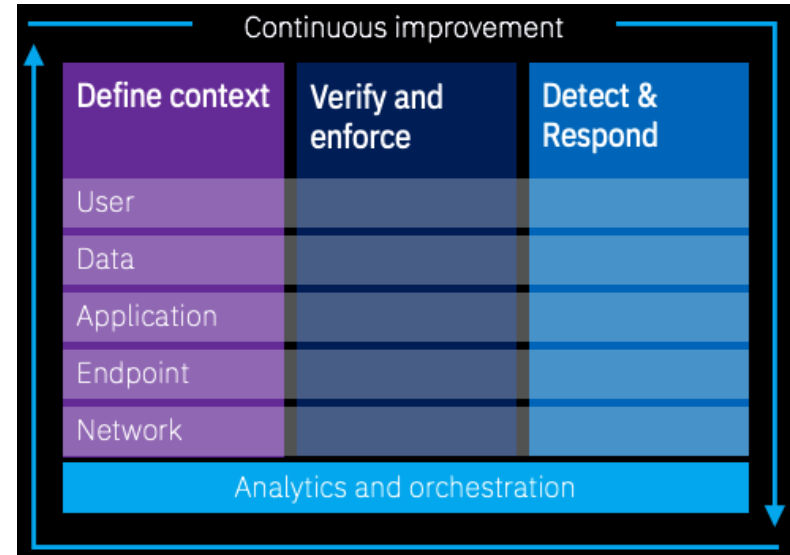 Continuous improvement
Define context
Verify and
enforce
Detect &
Respond
User
Data
Application
Endpoint
Network
Analytics and orchestration